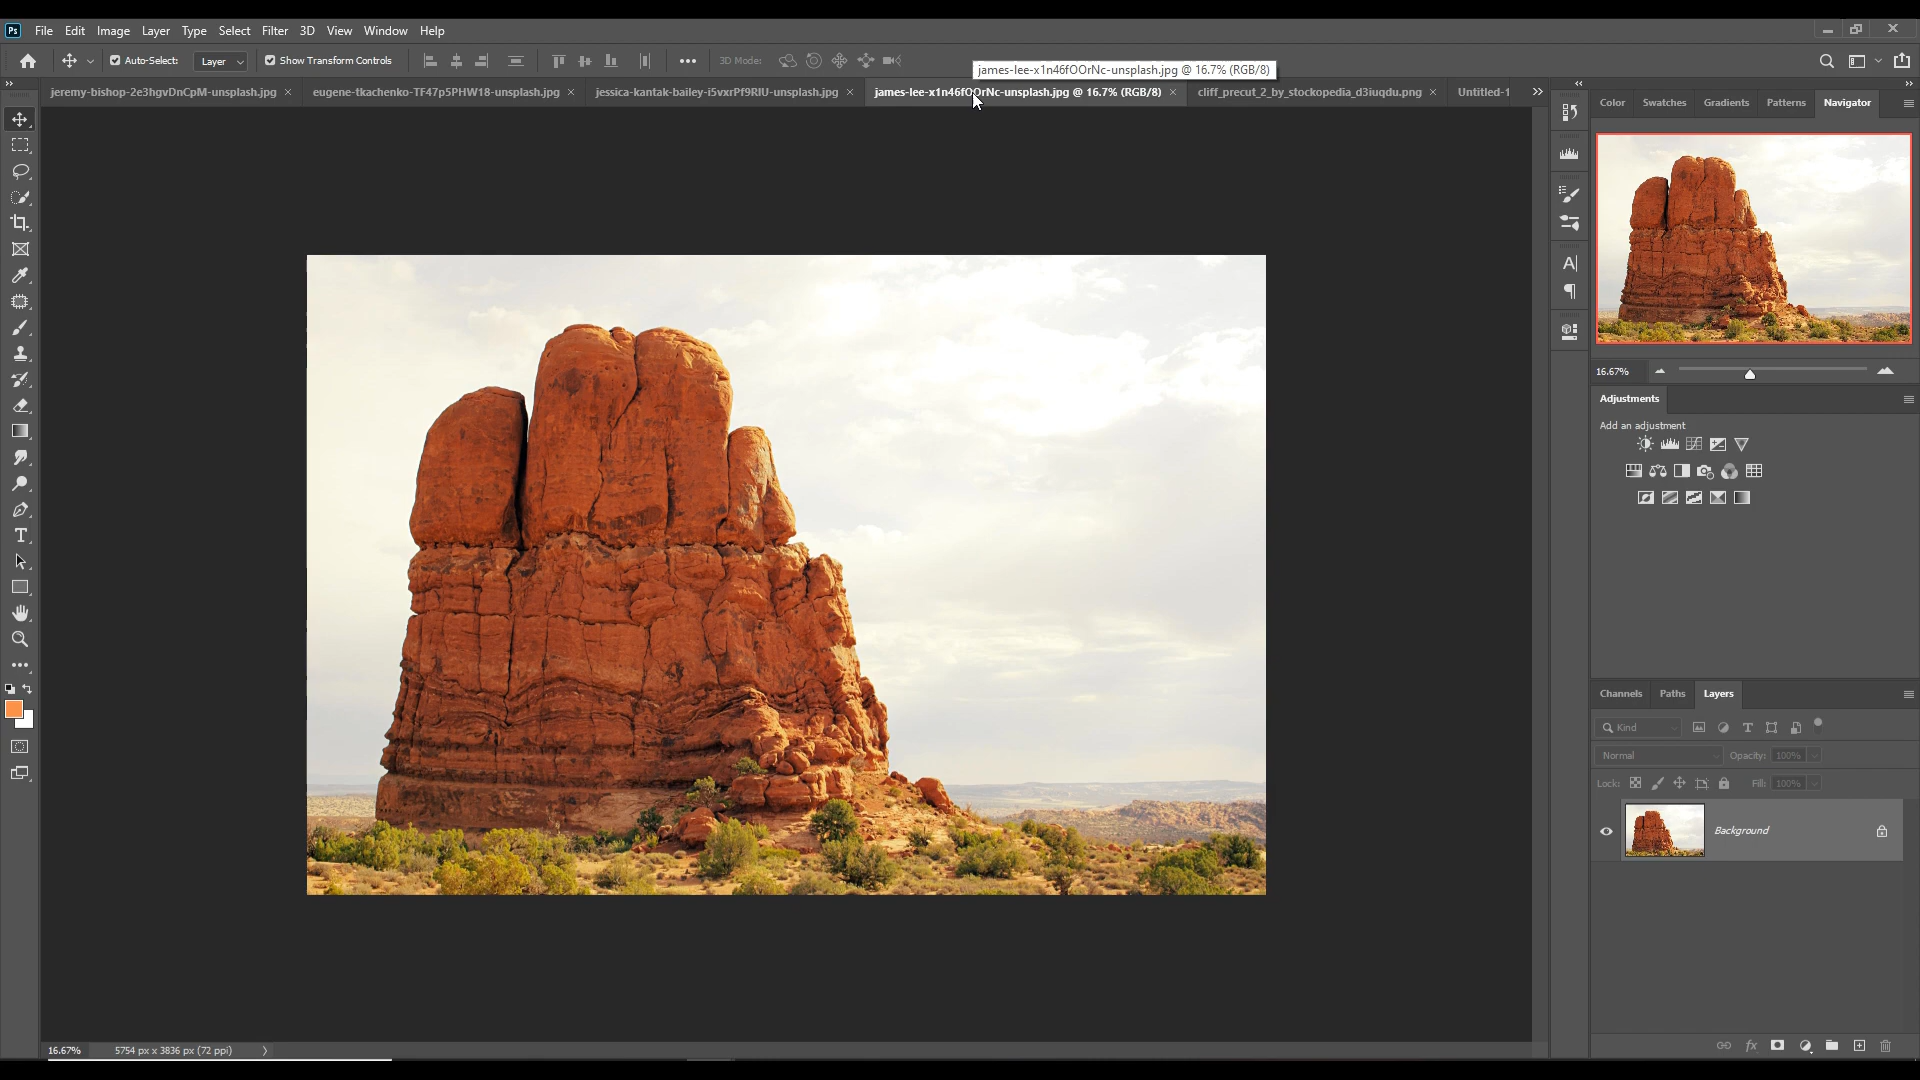 Ps File Edit Image Layer Type Select Filter 3D View Window Help
Auto-Select: Layer Show Transform Controls 3D Mode:
james-lee-x1n46fOOrNc-unsplash.jpg @ 16.7% (RGB/8)
jeremy-bishop-2e3hgvDnCpM-unsplash.jpg eugene-tkachenko-TF47p5PHW18-unsplash.jpg jessica-kantak-bailey-i5vxrPf9RIU-unsplash.jpg james-lee-x1n46fOOrNc-unsplash.jpg @ 16.7% (RGB/8) cliff_precut_2_by_stockopedia_d3iuqdu.png Untitled-1
Color Swatches Gradients Patterns Navigator
16.67%
Adjustments
Add an adjustment
Channels Paths Layers
Kind
Normal Opacity: 100%
Lock: Fill: 100%
Background
16.67% 5754 px x 3836 px (72 ppi)
fx